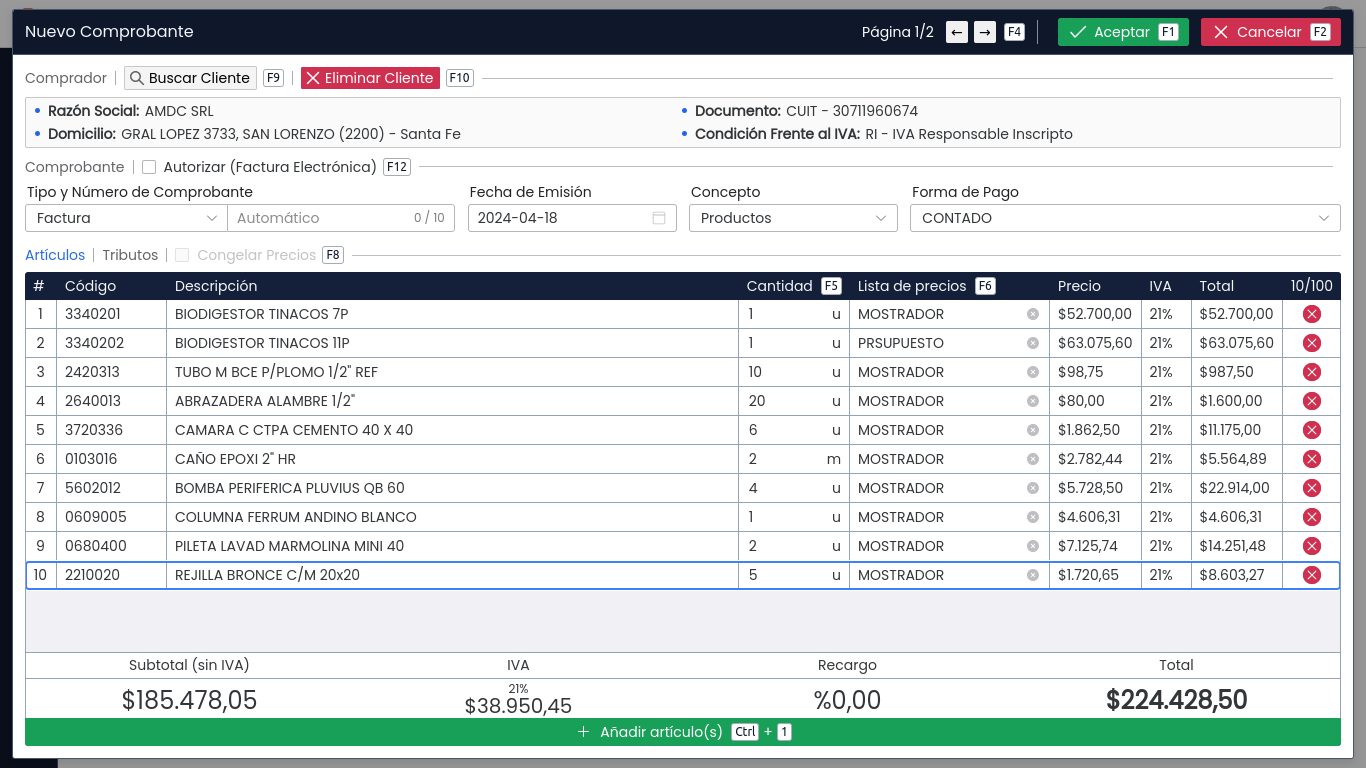 Nuevo Comprobante Página 1/2 ← → F4 Aceptar F1 Cancelar F2
Comprador Buscar Cliente F9 Eliminar Cliente F10
• Razón Social: AMDC SRL • Documento: CUIT - 30711960674
• Domicilio: GRAL LOPEZ 3733, SAN LORENZO (2200) - Santa Fe • Condición Frente al IVA: RI - IVA Responsable Inscripto
Comprobante Autorizar (Factura Electrónica) F12
Tipo y Número de Comprobante Fecha de Emisión Concepto Forma de Pago
Factura Automático 0 / 10 2024-04-18 Productos CONTADO
Artículos Tributos Congelar Precios F8
# Código Descripción Cantidad F5 Lista de precios F6 Precio IVA Total 10/100
1 3340201 BIODIGESTOR TINACOS 7P 1 u MOSTRADOR $52.700,00 21% $52.700,00
2 3340202 BIODIGESTOR TINACOS 11P 1 u PRSUPUESTO $63.075,60 21% $63.075,60
3 2420313 TUBO M BCE P/PLOMO 1/2" REF 10 u MOSTRADOR $98,75 21% $987,50
4 2640013 ABRAZADERA ALAMBRE 1/2" 20 u MOSTRADOR $80,00 21% $1.600,00
5 3720336 CAMARA C CTPA CEMENTO 40 X 40 6 u MOSTRADOR $1.862,50 21% $11.175,00
6 0103016 CAÑO EPOXI 2" HR 2 m MOSTRADOR $2.782,44 21% $5.564,89
7 5602012 BOMBA PERIFERICA PLUVIUS QB 60 4 u MOSTRADOR $5.728,50 21% $22.914,00
8 0609005 COLUMNA FERRUM ANDINO BLANCO 1 u MOSTRADOR $4.606,31 21% $4.606,31
9 0680400 PILETA LAVAD MARMOLINA MINI 40 2 u MOSTRADOR $7.125,74 21% $14.251,48
10 2210020 REJILLA BRONCE C/M 20x20 5 u MOSTRADOR $1.720,65 21% $8.603,27
Subtotal (sin IVA) IVA Recargo Total
21%
$185.478,05 $38.950,45 %0,00 $224.428,50
+ Añadir artículo(s) Ctrl + 1